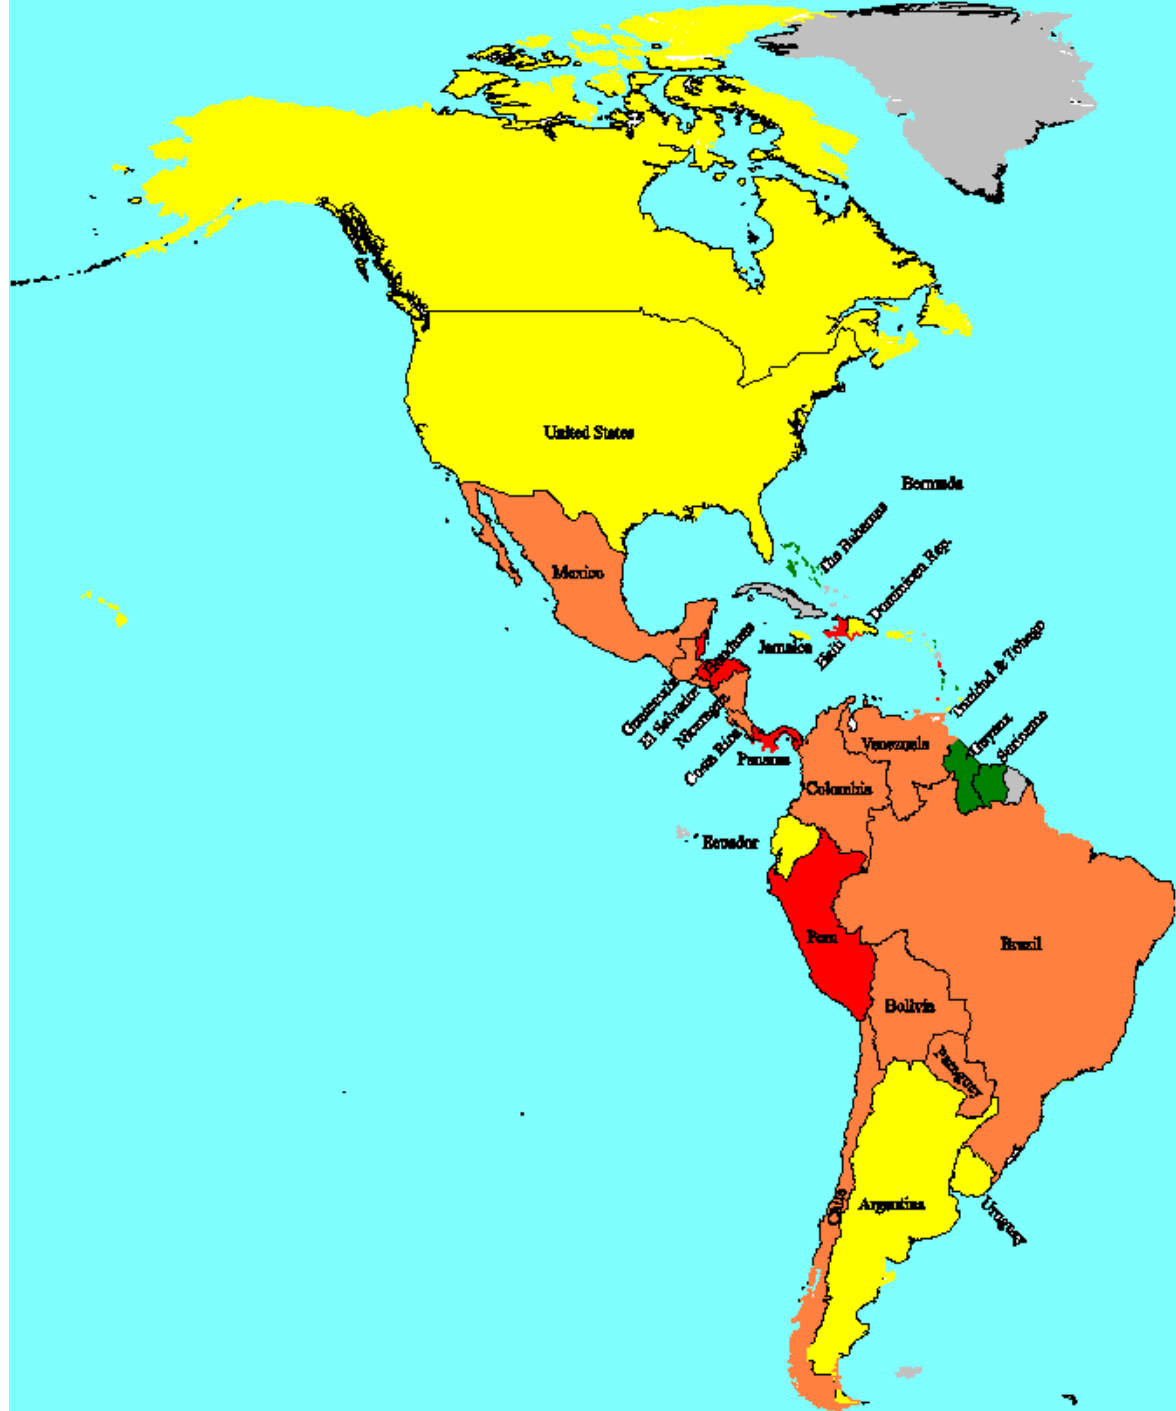 United States
Bermuda
The Bahamas
Mexico
Dominican Rep.
Jamaica
Haiti
Honduras
Trinidad & Tobago
Guatemala
El Salvador
Nicaragua
Costa Rica
Panama
Venezuela
Guyana
Suriname
Colombia
Ecuador
Peru
Brazil
Bolivia
Paraguay
Chile
Argentina
Uruguay